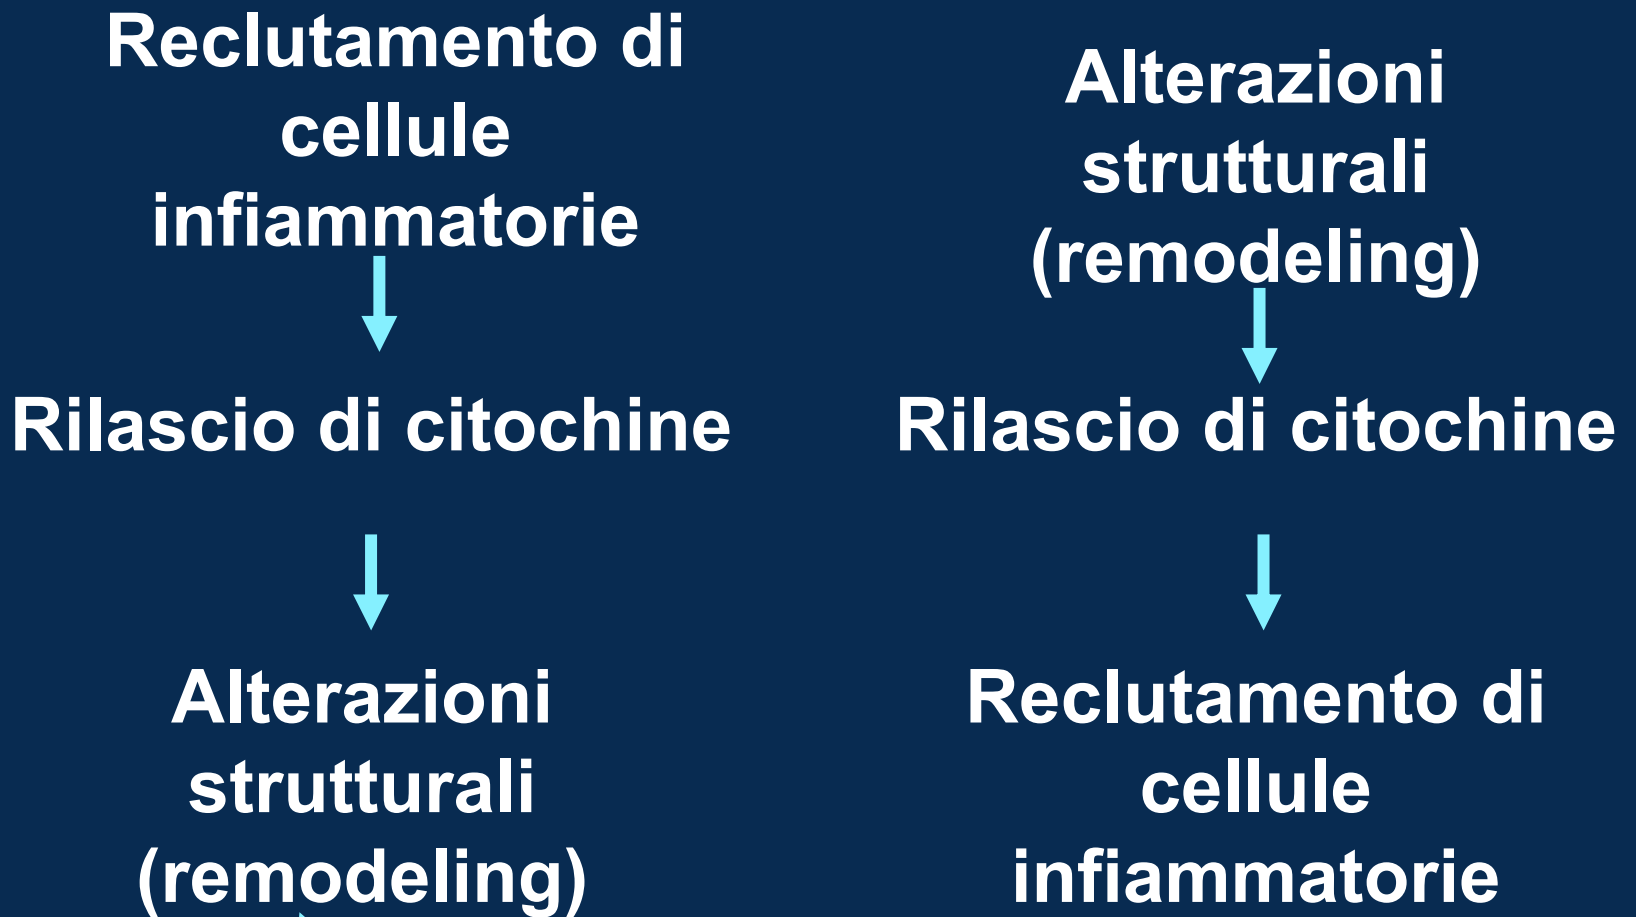 Reclutamento di
cellule
infiammatorie
Rilascio di citochine
Alterazioni
strutturali
(remodeling)
Alterazioni
strutturali
(remodeling)
Rilascio di citochine
Reclutamento di
cellule
infiammatorie